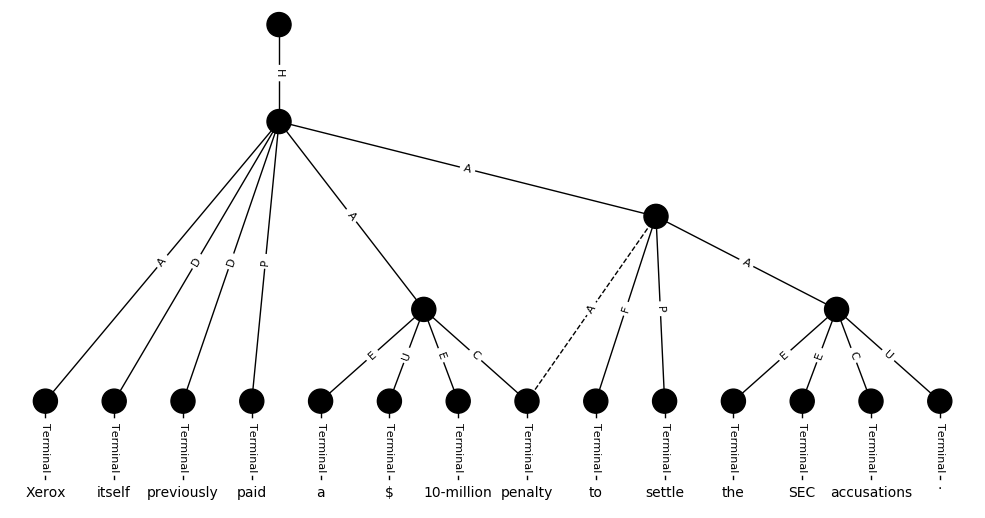 H
A
A
A D D P
A F P
E U E C
E E C U
Terminal Terminal Terminal Terminal Terminal Terminal Terminal Terminal Terminal Terminal Terminal Terminal Terminal Terminal
Xerox itself previously paid a $ 10-million penalty to settle the SEC accusations .